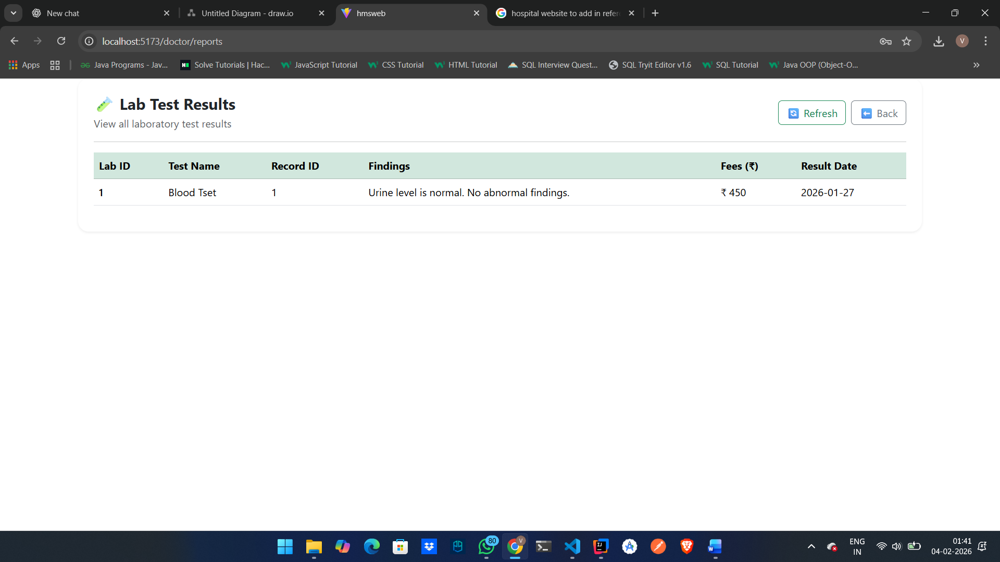 New chat
Untitled Diagram - draw.io
hmsweb
hospital website to add in refer
localhost:5173/doctor/reports
V
Apps
Java Programs - Jav...
Solve Tutorials | Hac...
JavaScript Tutorial
CSS Tutorial
HTML Tutorial
SQL Interview Quest...
SQL Tryit Editor v1.6
SQL Tutorial
Java OOP (Object-O...
Lab Test Results
View all laboratory test results
Refresh
Back
Lab ID Test Name Record ID Findings Fees (₹) Result Date
1 Blood Tset 1 Urine level is normal. No abnormal findings. ₹ 450 2026-01-27
80
V
ENG
IN
01:41
04-02-2026